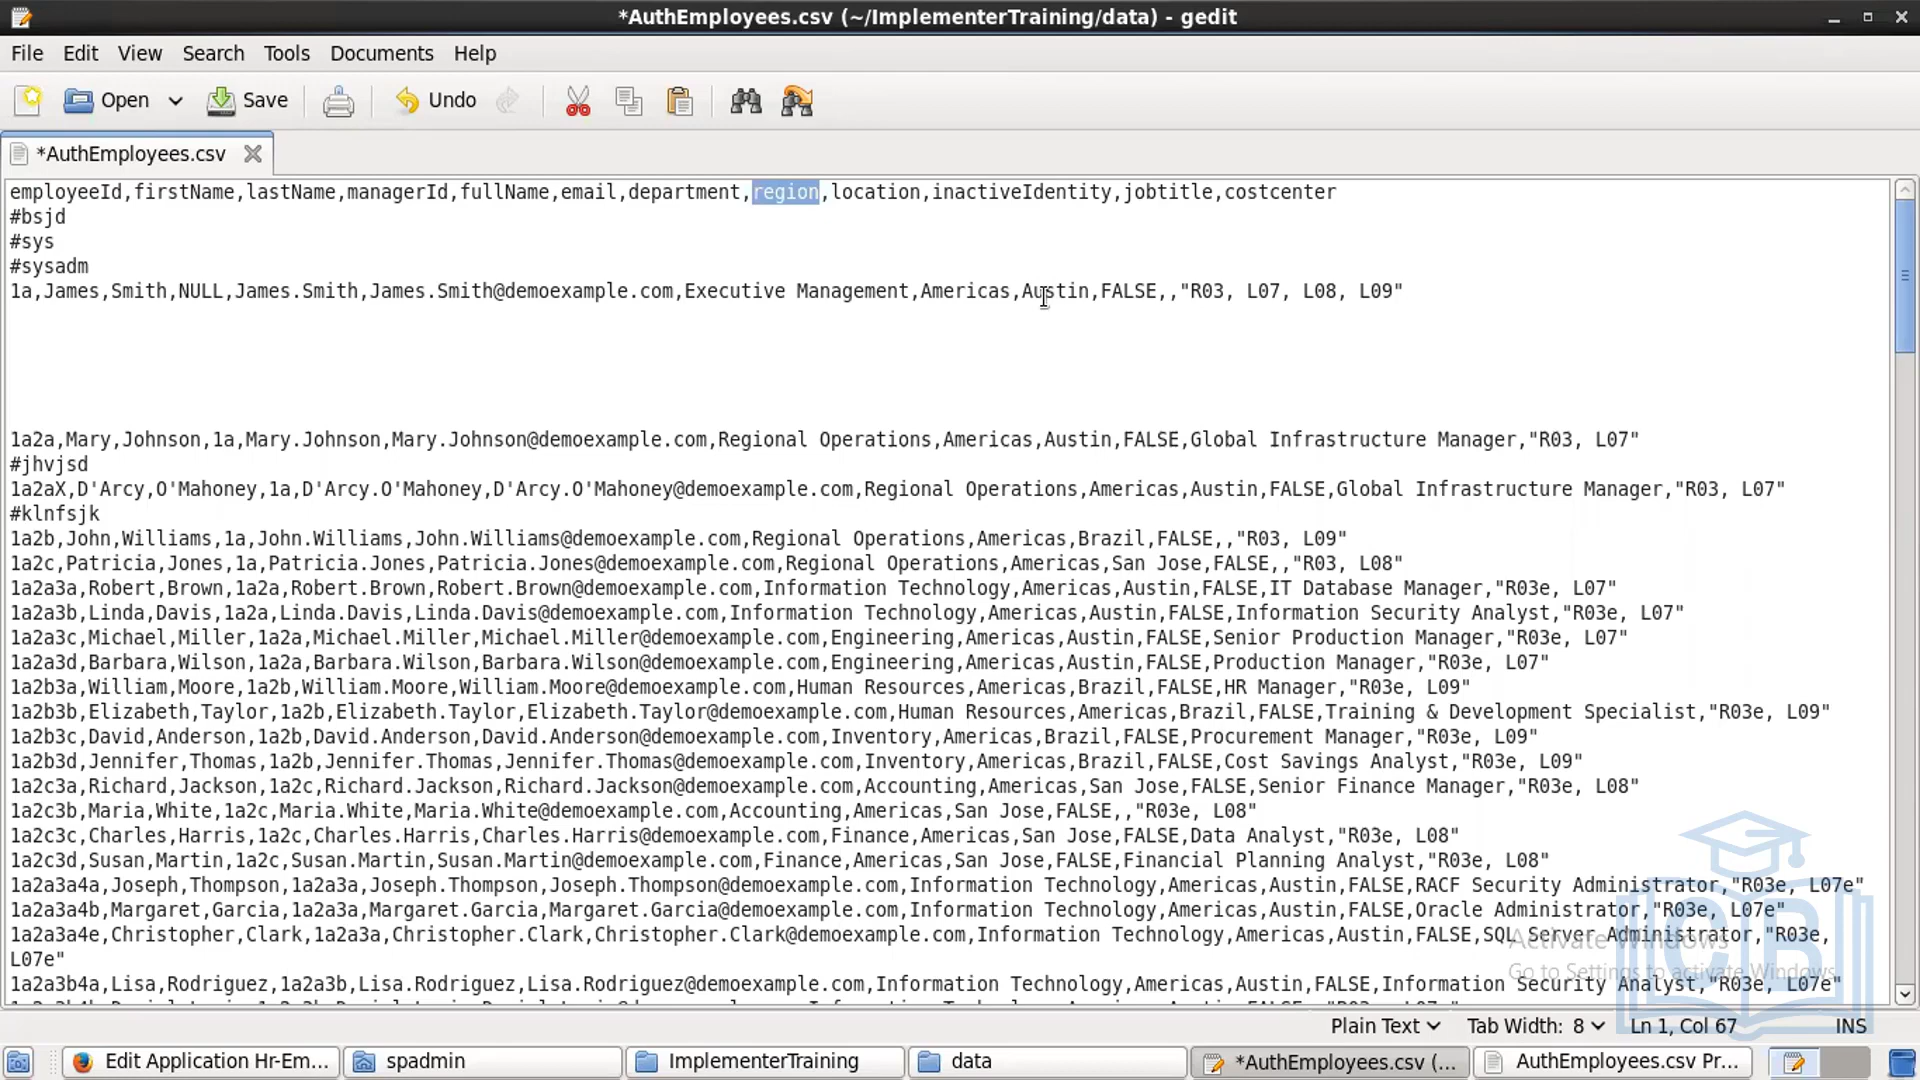 *AuthEmployees.csv (~/ImplementerTraining/data) - gedit
File Edit View Search Tools Documents Help
Open Save Undo
*AuthEmployees.csv
employeeId,firstName,lastName,managerId,fullName,email,department,region,location,inactiveIdentity,jobtitle,costcenter
#bsjd
#sys
#sysadm
1a,James,Smith,NULL,James.Smith,James.Smith@demoexample.com,Executive Management,Americas,Austin,FALSE,,"R03, L07, L08, L09"
1a2a,Mary,Johnson,1a,Mary.Johnson,Mary.Johnson@demoexample.com,Regional Operations,Americas,Austin,FALSE,Global Infrastructure Manager,"R03, L07"
#jhvjsd
1a2aX,D'Arcy,O'Mahoney,1a,D'Arcy.O'Mahoney,D'Arcy.O'Mahoney@demoexample.com,Regional Operations,Americas,Austin,FALSE,Global Infrastructure Manager,"R03, L07"
#klnfsjk
1a2b,John,Williams,1a,John.Williams,John.Williams@demoexample.com,Regional Operations,Americas,Brazil,FALSE,,"R03, L09"
1a2c,Patricia,Jones,1a,Patricia.Jones,Patricia.Jones@demoexample.com,Regional Operations,Americas,San Jose,FALSE,,"R03, L08"
1a2a3a,Robert,Brown,1a2a,Robert.Brown,Robert.Brown@demoexample.com,Information Technology,Americas,Austin,FALSE,IT Database Manager,"R03e, L07"
1a2a3b,Linda,Davis,1a2a,Linda.Davis,Linda.Davis@demoexample.com,Information Technology,Americas,Austin,FALSE,Information Security Analyst,"R03e, L07"
1a2a3c,Michael,Miller,1a2a,Michael.Miller,Michael.Miller@demoexample.com,Engineering,Americas,Austin,FALSE,Senior Production Manager,"R03e, L07"
1a2a3d,Barbara,Wilson,1a2a,Barbara.Wilson,Barbara.Wilson@demoexample.com,Engineering,Americas,Austin,FALSE,Production Manager,"R03e, L07"
1a2b3a,William,Moore,1a2b,William.Moore,William.Moore@demoexample.com,Human Resources,Americas,Brazil,FALSE,HR Manager,"R03e, L09"
1a2b3b,Elizabeth,Taylor,1a2b,Elizabeth.Taylor,Elizabeth.Taylor@demoexample.com,Human Resources,Americas,Brazil,FALSE,Training & Development Specialist,"R03e, L09"
1a2b3c,David,Anderson,1a2b,David.Anderson,David.Anderson@demoexample.com,Inventory,Americas,Brazil,FALSE,Procurement Manager,"R03e, L09"
1a2b3d,Jennifer,Thomas,1a2b,Jennifer.Thomas,Jennifer.Thomas@demoexample.com,Inventory,Americas,Brazil,FALSE,Cost Savings Analyst,"R03e, L09"
1a2c3a,Richard,Jackson,1a2c,Richard.Jackson,Richard.Jackson@demoexample.com,Accounting,Americas,San Jose,FALSE,Senior Finance Manager,"R03e, L08"
1a2c3b,Maria,White,1a2c,Maria.White,Maria.White@demoexample.com,Accounting,Americas,San Jose,FALSE,,"R03e, L08"
1a2c3c,Charles,Harris,1a2c,Charles.Harris,Charles.Harris@demoexample.com,Finance,Americas,San Jose,FALSE,Data Analyst,"R03e, L08"
1a2c3d,Susan,Martin,1a2c,Susan.Martin,Susan.Martin@demoexample.com,Finance,Americas,San Jose,FALSE,Financial Planning Analyst,"R03e, L08"
1a2a3a4a,Joseph,Thompson,1a2a3a,Joseph.Thompson,Joseph.Thompson@demoexample.com,Information Technology,Americas,Austin,FALSE,RACF Security Administrator,"R03e, L07e"
1a2a3a4b,Margaret,Garcia,1a2a3a,Margaret.Garcia,Margaret.Garcia@demoexample.com,Information Technology,Americas,Austin,FALSE,Oracle Administrator,"R03e, L07e"
1a2a3a4e,Christopher,Clark,1a2a3a,Christopher.Clark,Christopher.Clark@demoexample.com,Information Technology,Americas,Austin,FALSE,SQL Server Administrator,"R03e,
L07e"
1a2a3b4a,Lisa,Rodriguez,1a2a3b,Lisa.Rodriguez,Lisa.Rodriguez@demoexample.com,Information Technology,Americas,Austin,FALSE,Information Security Analyst,"R03e, L07e"
Activate Windows
Go to Settings to activate Windows.
CB
Plain Text Tab Width: 8 Ln 1, Col 67 INS
Edit Application Hr-Em... spadmin ImplementerTraining data *AuthEmployees.csv (... AuthEmployees.csv Pr...